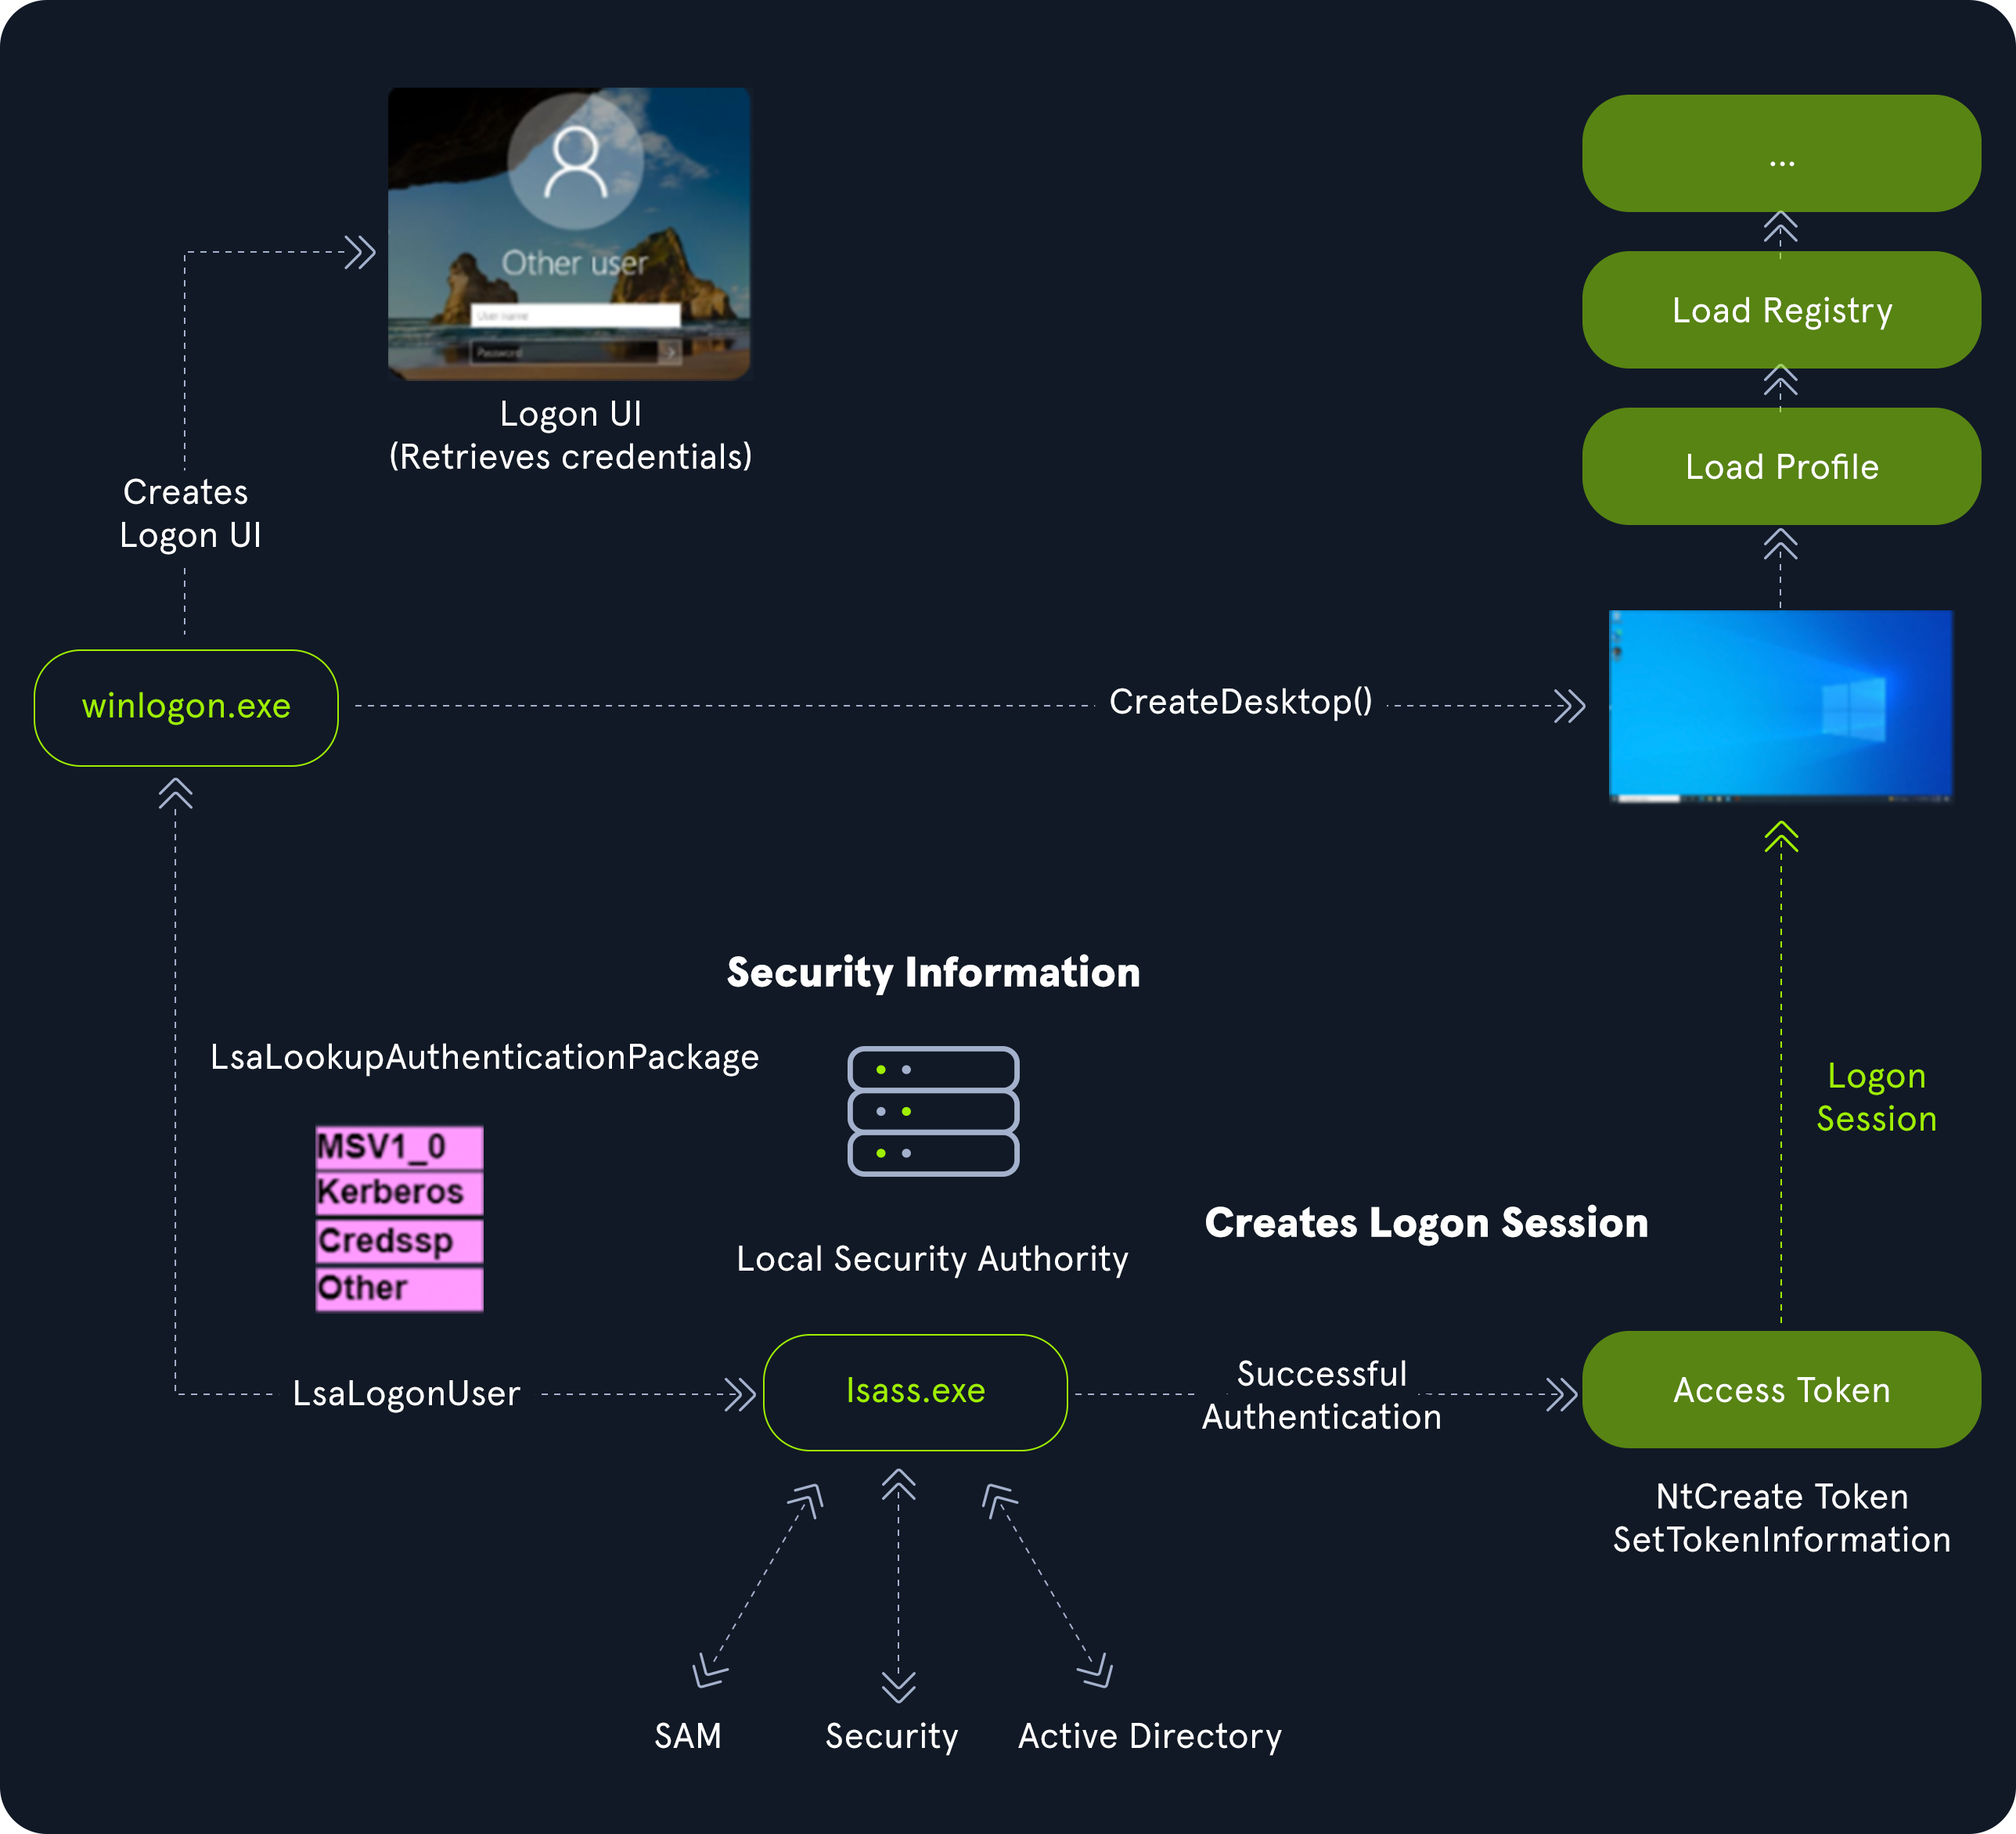 Other user
User name
Password
Logon UI
(Retrieves credentials)
Creates
Logon UI
...
Load Registry
Load Profile
winlogon.exe
CreateDesktop()
Security Information
LsaLookupAuthenticationPackage
MSV1_0
Kerberos
Credssp
Other
Local Security Authority
Logon
Session
Creates Logon Session
LsaLogonUser
lsass.exe
Successful
Authentication
Access Token
NtCreate Token
SetTokenInformation
SAM
Security
Active Directory